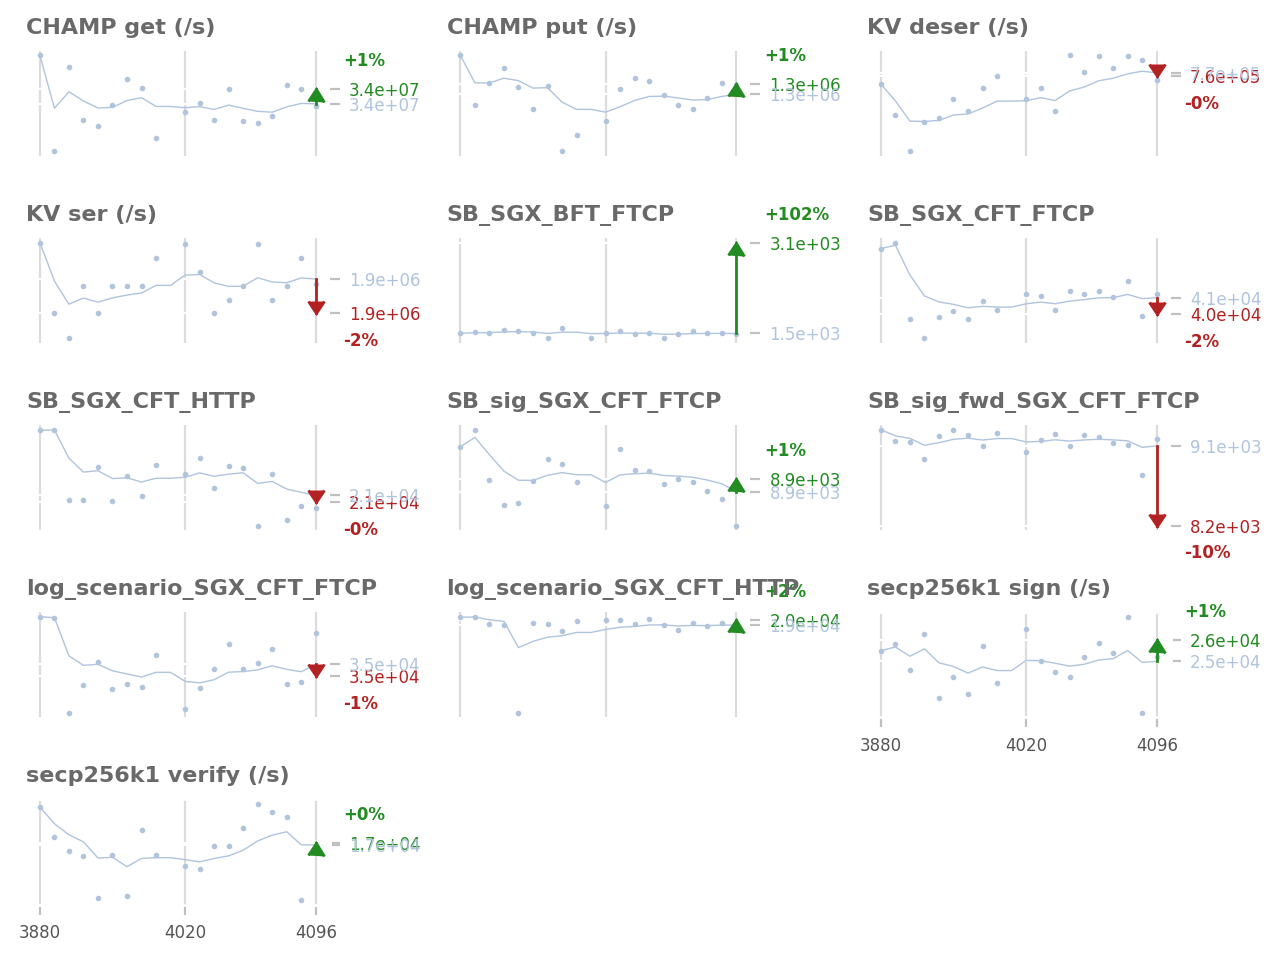 CHAMP get (/s)
+1%
3.4e+07
3.4e+07
CHAMP put (/s)
+1%
1.3e+06
1.3e+06
KV deser (/s)
7.6e+05
-0%
KV ser (/s)
1.9e+06
1.9e+06
-2%
SB_SGX_BFT_FTCP
+102%
3.1e+03
1.5e+03
SB_SGX_CFT_FTCP
4.1e+04
4.0e+04
-2%
SB_SGX_CFT_HTTP
2.1e+04
2.1e+04
-0%
SB_sig_SGX_CFT_FTCP
+1%
8.9e+03
8.9e+03
SB_sig_fwd_SGX_CFT_FTCP
9.1e+03
8.2e+03
-10%
log_scenario_SGX_CFT_FTCP
3.5e+04
3.5e+04
-1%
log_scenario_SGX_CFT_HTTP
+2%
2.0e+04
1.9e+04
secp256k1 sign (/s)
+1%
2.6e+04
2.5e+04
3880
4020
4096
secp256k1 verify (/s)
+0%
1.7e+04
3880
4020
4096